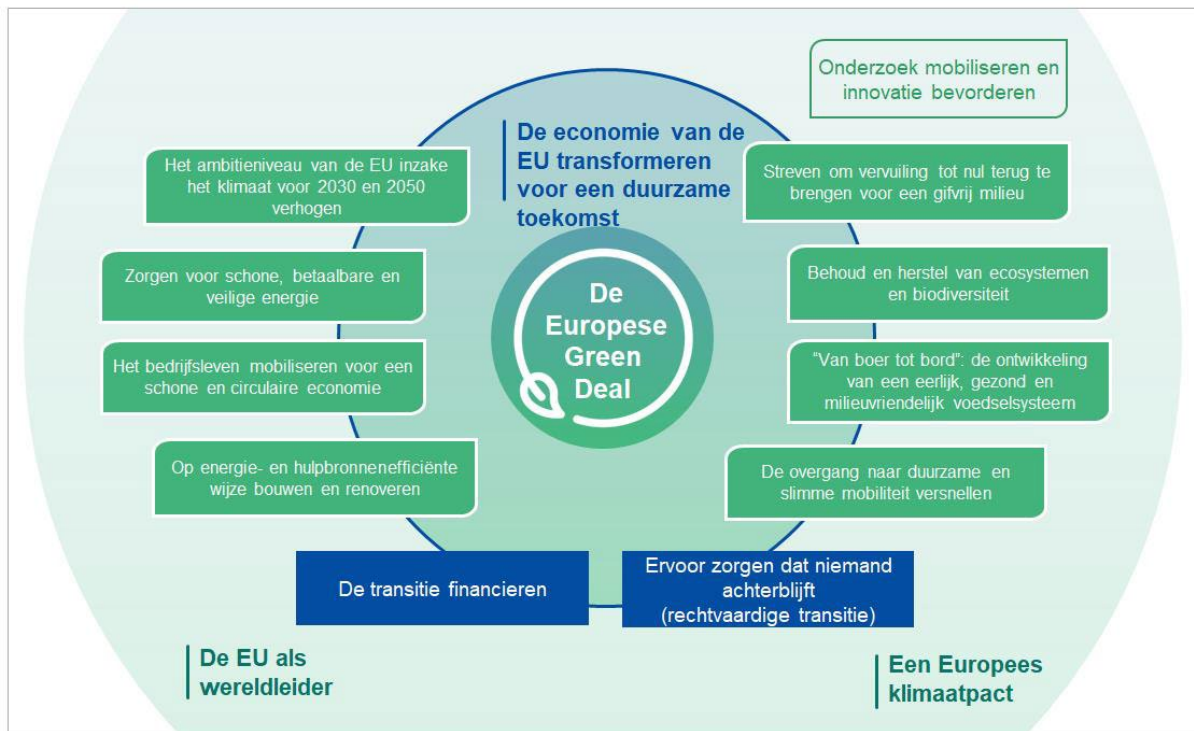 Onderzoek mobiliseren en
innovatie bevorderen
De economie van de
EU transformeren
voor een duurzame
toekomst
Het ambitieniveau van de EU inzake
het klimaat voor 2030 en 2050
verhogen
Streven om vervuiling tot nul terug te
brengen voor een gifvrij milieu
Zorgen voor schone, betaalbare en
veilige energie
Behoud en herstel van ecosystemen
en biodiversiteit
De
Europese
Green
Deal
Het bedrijfsleven mobiliseren voor een
schone en circulaire economie
“Van boer tot bord”: de ontwikkeling
van een eerlijk, gezond en
milieuvriendelijk voedselsysteem
Op energie- en hulpbronnenefficiënte
wijze bouwen en renoveren
De overgang naar duurzame en
slimme mobiliteit versnellen
De transitie financieren
Ervoor zorgen dat niemand
achterblijft
(rechtvaardige transitie)
De EU als
wereldleider
Een Europees
klimaatpact